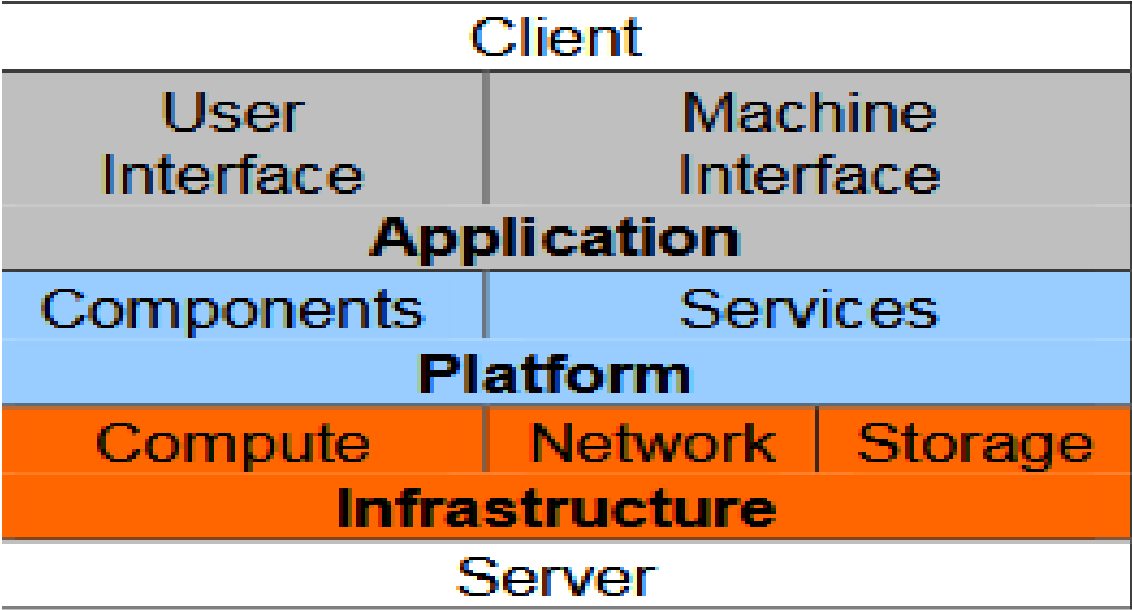 Client
User Interface
Machine Interface
Application
Components
Services
Platform
Compute
Network
Storage
Infrastructure
Server